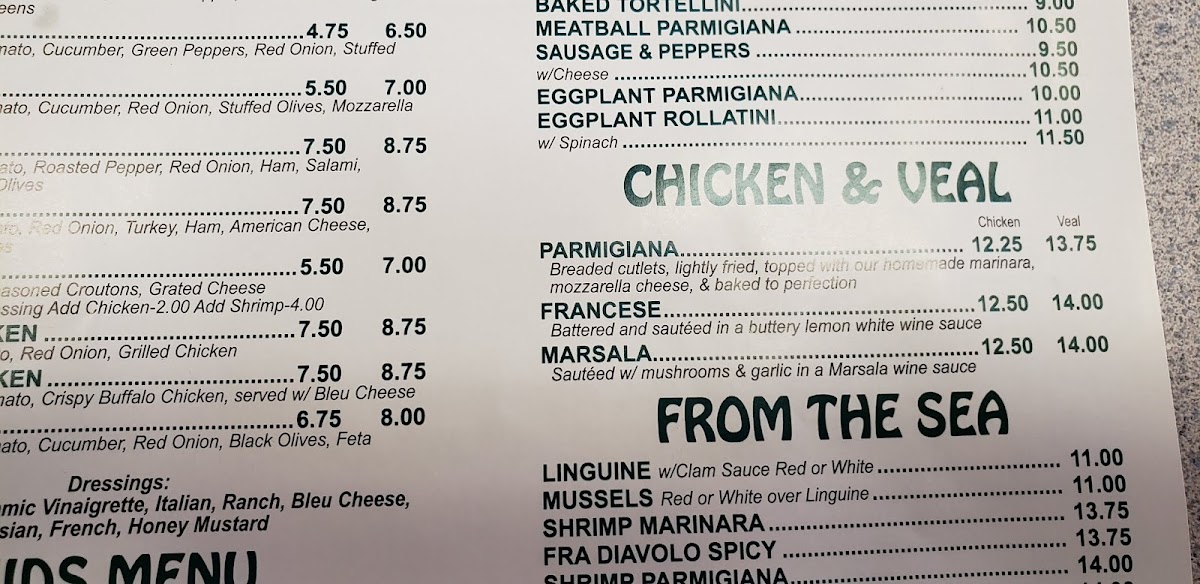 eens
4.75 6.50
Cucumber, Green Peppers, Red Onion, Stuffed
5.50 7.00
Cucumber, Red Onion, Stuffed Olives, Mozzarella
7.50 8.75
Roasted Pepper, Red Onion, Ham, Salami,
Olives
7.50 8.75
Red Onion, Turkey, Ham, American Cheese,
5.50 7.00
asoned Croutons, Grated Cheese
ssing Add Chicken-2.00 Add Shrimp-4.00
KEN 7.50 8.75
o, Red Onion, Grilled Chicken
KEN 7.50 8.75
nato, Crispy Buffalo Chicken, served w/ Bleu Cheese
6.75 8.00
nato, Cucumber, Red Onion, Black Olives, Feta
Dressings:
amic Vinaigrette, Italian, Ranch, Bleu Cheese,
sian, French, Honey Mustard
IDS MENU
BAKED TORTELLINI 9.00
MEATBALL PARMIGIANA 10.50
SAUSAGE & PEPPERS 9.50
w/Cheese 10.50
EGGPLANT PARMIGIANA 10.00
EGGPLANT ROLLATINI 11.00
w/ Spinach 11.50
CHICKEN & VEAL
Chicken Veal
PARMIGIANA 12.25 13.75
Breaded cutlets, lightly fried, topped with our homemade marinara,
mozzarella cheese, & baked to perfection
FRANCESE 12.50 14.00
Battered and sautéed in a buttery lemon white wine sauce
MARSALA 12.50 14.00
Sautéed w/ mushrooms & garlic in a Marsala wine sauce
FROM THE SEA
LINGUINE w/Clam Sauce Red or White 11.00
MUSSELS Red or White over Linguine 11.00
SHRIMP MARINARA 13.75
FRA DIAVOLO SPICY 13.75
SHRIMP PARMIGIANA 14.00